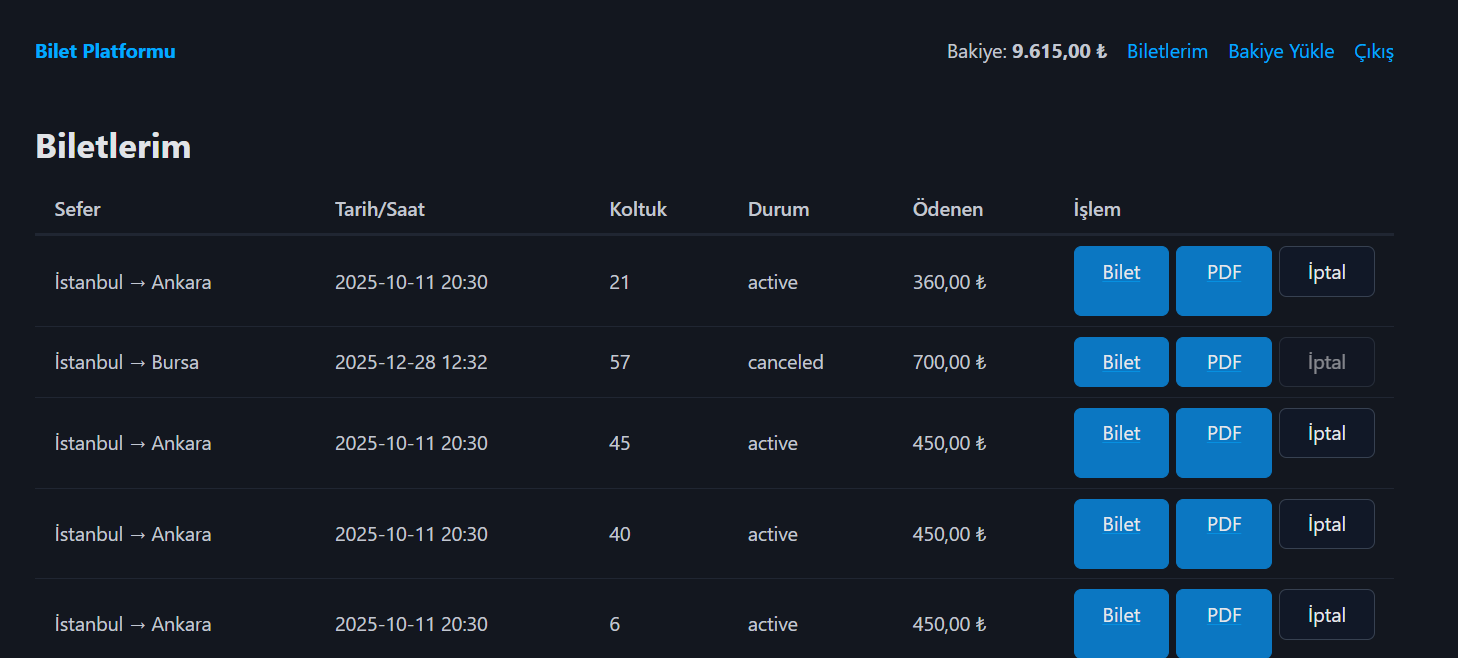 Bilet Platformu Bakiye: 9.615,00 ₺ Biletlerim Bakiye Yükle Çıkış
Biletlerim
Sefer Tarih/Saat Koltuk Durum Ödenen İşlem
İstanbul → Ankara 2025-10-11 20:30 21 active 360,00 ₺ Bilet PDF İptal
İstanbul → Bursa 2025-12-28 12:32 57 canceled 700,00 ₺ Bilet PDF İptal
İstanbul → Ankara 2025-10-11 20:30 45 active 450,00 ₺ Bilet PDF İptal
İstanbul → Ankara 2025-10-11 20:30 40 active 450,00 ₺ Bilet PDF İptal
İstanbul → Ankara 2025-10-11 20:30 6 active 450,00 ₺ Bilet PDF İptal